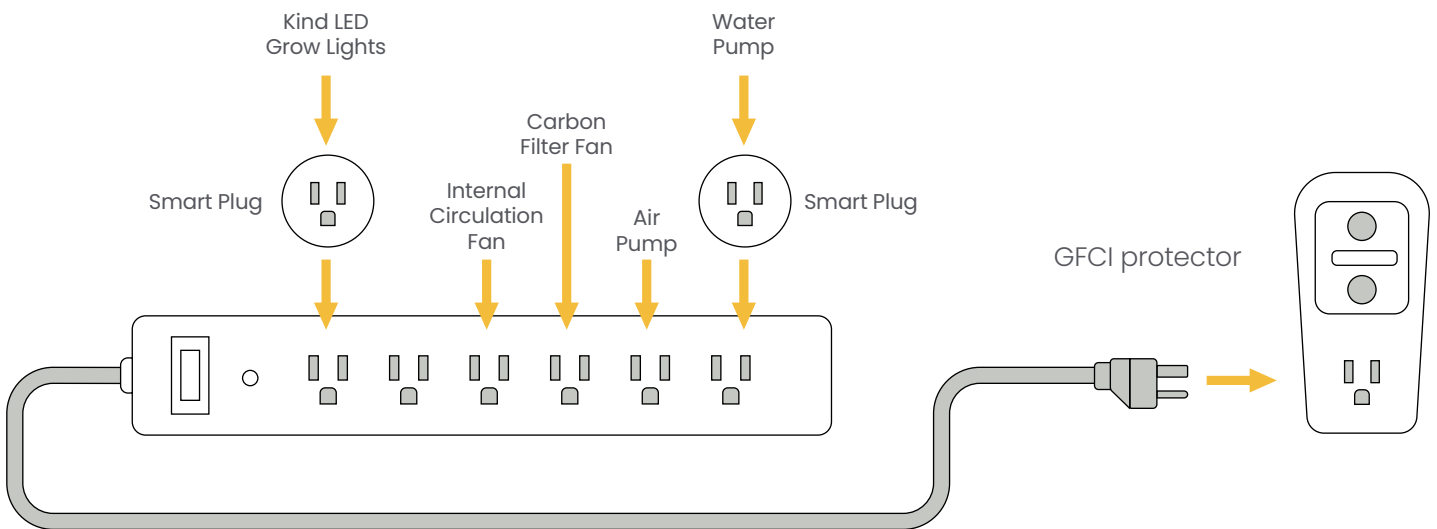 Kind LED
Grow Lights
Water
Pump
Carbon
Filter Fan
Smart Plug
Internal
Circulation
Fan
Air
Pump
Smart Plug
GFCI protector